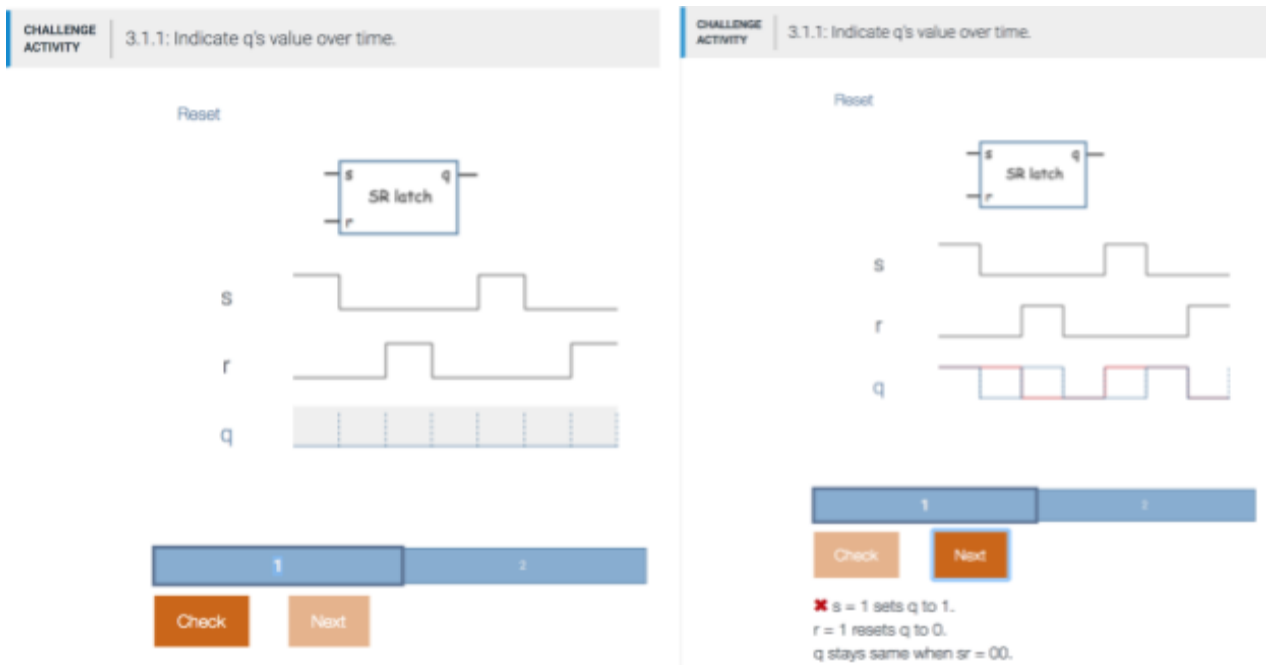 CHALLENGE
ACTIVITY
3.1.1: Indicate q's value over time.
Reset
s
q
SR latch
r
s
r
q
1
2
Check
Next
CHALLENGE
ACTIVITY
3.1.1: Indicate q's value over time.
Reset
s
q
SR latch
r
s
r
q
1
2
Check
Next
✖ s = 1 sets q to 1.
r = 1 resets q to 0.
q stays same when sr = 00.